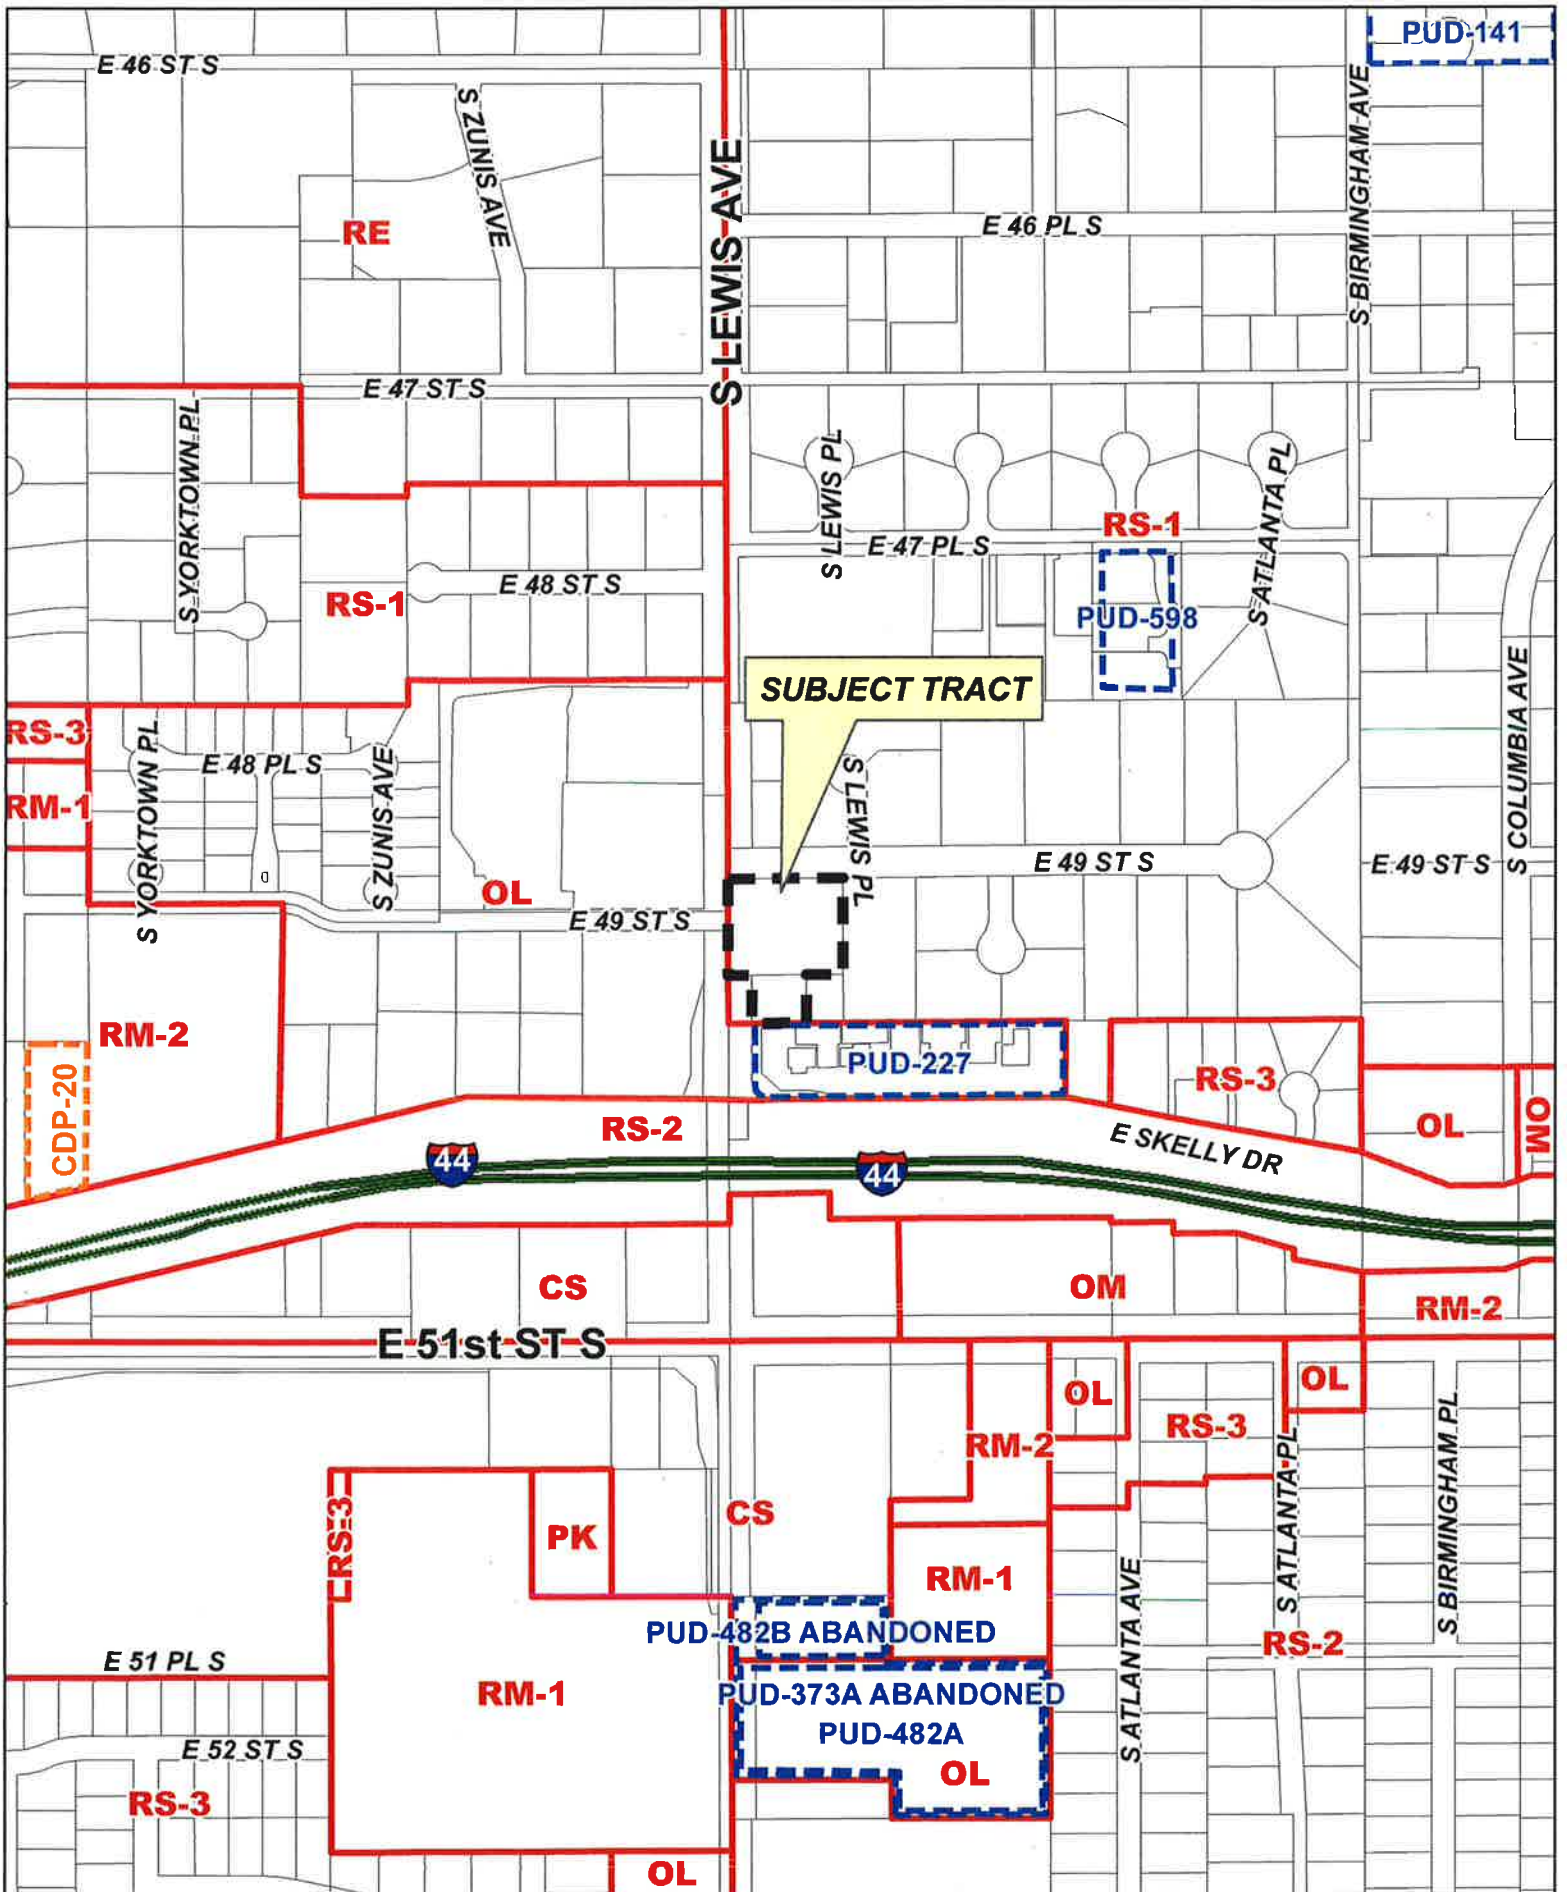 PUD-141
E 46 ST S
S ZUNIS AVE
S LEWIS AVE
S BIRMINGHAM AVE
RE
E 46 PL S
E 47 ST S
S YORKTOWN PL
S LEWIS PL
S ATLANTA PL
RS-1
E 47 PL S
E 48 ST S
RS-1
PUD-598
SUBJECT TRACT
S COLUMBIA AVE
RS-3
E 48 PL S
S YORKTOWN PL
S ZUNIS AVE
S LEWIS PL
RM-1
E 49 ST S
E 49 ST S
OL
E 49 ST S
RM-2
CDP-20
PUD-227
RS-3
OL
OM
RS-2
E SKELLY DR
44
44
CS
OM
RM-2
E 51st ST S
OL
OL
RS-3
RM-2
S ATLANTA PL
S BIRMINGHAM PL
RS-3
PK
CS
RM-1
S ATLANTA AVE
PUD-482B ABANDONED
RS-2
E 51 PL S
RM-1
PUD-373A ABANDONED
PUD-482A
E 52 ST S
OL
RS-3
OL